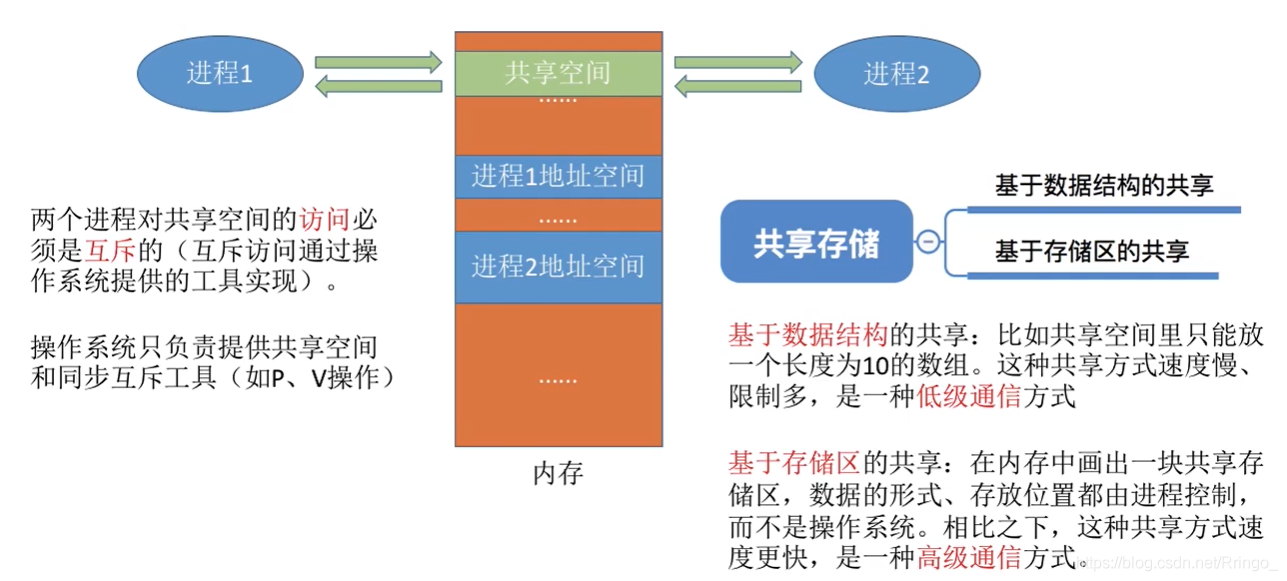 进程1
共享空间
进程2
......
进程1地址空间
......
进程2地址空间
......
内存
两个进程对共享空间的访问必
须是互斥的（互斥访问通过操
作系统提供的工具实现）。
操作系统只负责提供共享空间
和同步互斥工具（如P、V操作）
共享存储
基于数据结构的共享
基于存储区的共享
基于数据结构的共享：比如共享空间里只能放
一个长度为10的数组。这种共享方式速度慢、
限制多，是一种低级通信方式
基于存储区的共享：在内存中画出一块共享存
储区，数据的形式、存放位置都由进程控制，
而不是操作系统。相比之下，这种共享方式速
度更快，是一种高级通信方式。
https://blog.csdn.net/Rringo_